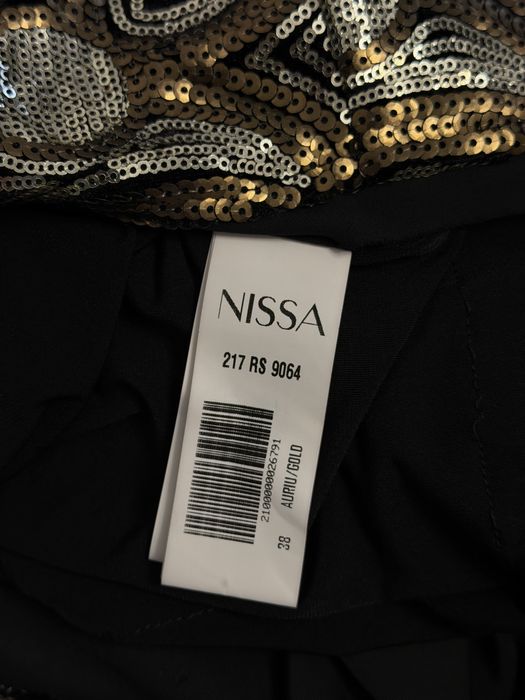 NISSA
217 RS 9064
2100000026791
38 AURIU/GOLD